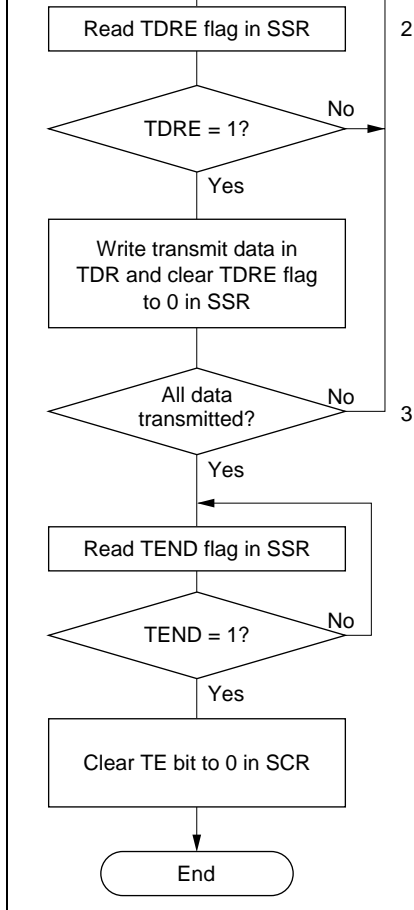 Read TDRE flag in SSR
2
TDRE = 1?
No
Yes
Write transmit data in
TDR and clear TDRE flag
to 0 in SSR
All data
transmitted?
No
3
Yes
Read TEND flag in SSR
TEND = 1?
No
Yes
Clear TE bit to 0 in SCR
End